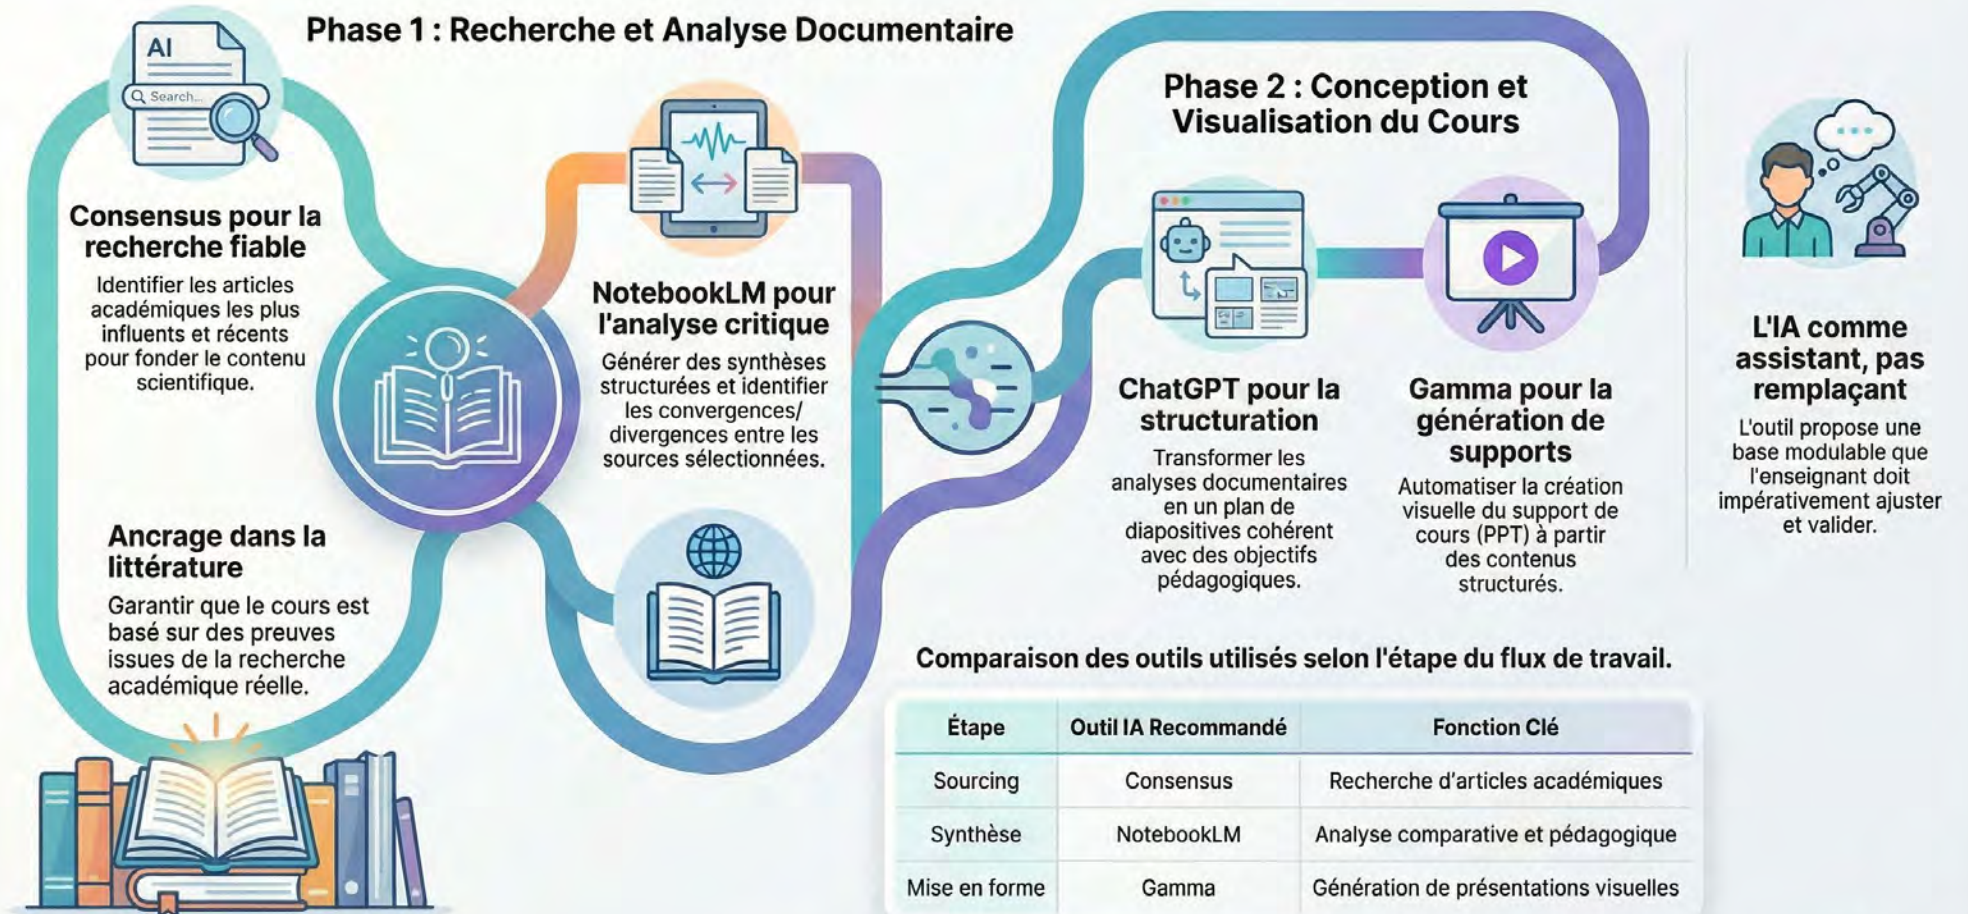 Phase 1 : Recherche et Analyse Documentaire
AI
Search...
Consensus pour la
recherche fiable
Identifier les articles
académiques les plus
influents et récents
pour fonder le contenu
scientifique.
Ancrage dans la
littérature
Garantir que le cours est
basé sur des preuves
issues de la recherche
académique réelle.
NotebookLM pour
l'analyse critique
Générer des synthèses
structurées et identifier
les convergences/
divergences entre les
sources sélectionnées.
Phase 2 : Conception et
Visualisation du Cours
ChatGPT pour la
structuration
Transformer les
analyses documentaires
en un plan de
diapositives cohérent
avec des objectifs
pédagogiques.
Gamma pour la
génération de
supports
Automatiser la création
visuelle du support de
cours (PPT) à partir
des contenus
structurés.
L'IA comme
assistant, pas
remplaçant
L'outil propose une
base modulable que
l'enseignant doit
impérativement ajuster
et valider.
Comparaison des outils utilisés selon l'étape du flux de travail.
Étape Outil IA Recommandé Fonction Clé
Sourcing Consensus Recherche d'articles académiques
Synthèse NotebookLM Analyse comparative et pédagogique
Mise en forme Gamma Génération de présentations visuelles